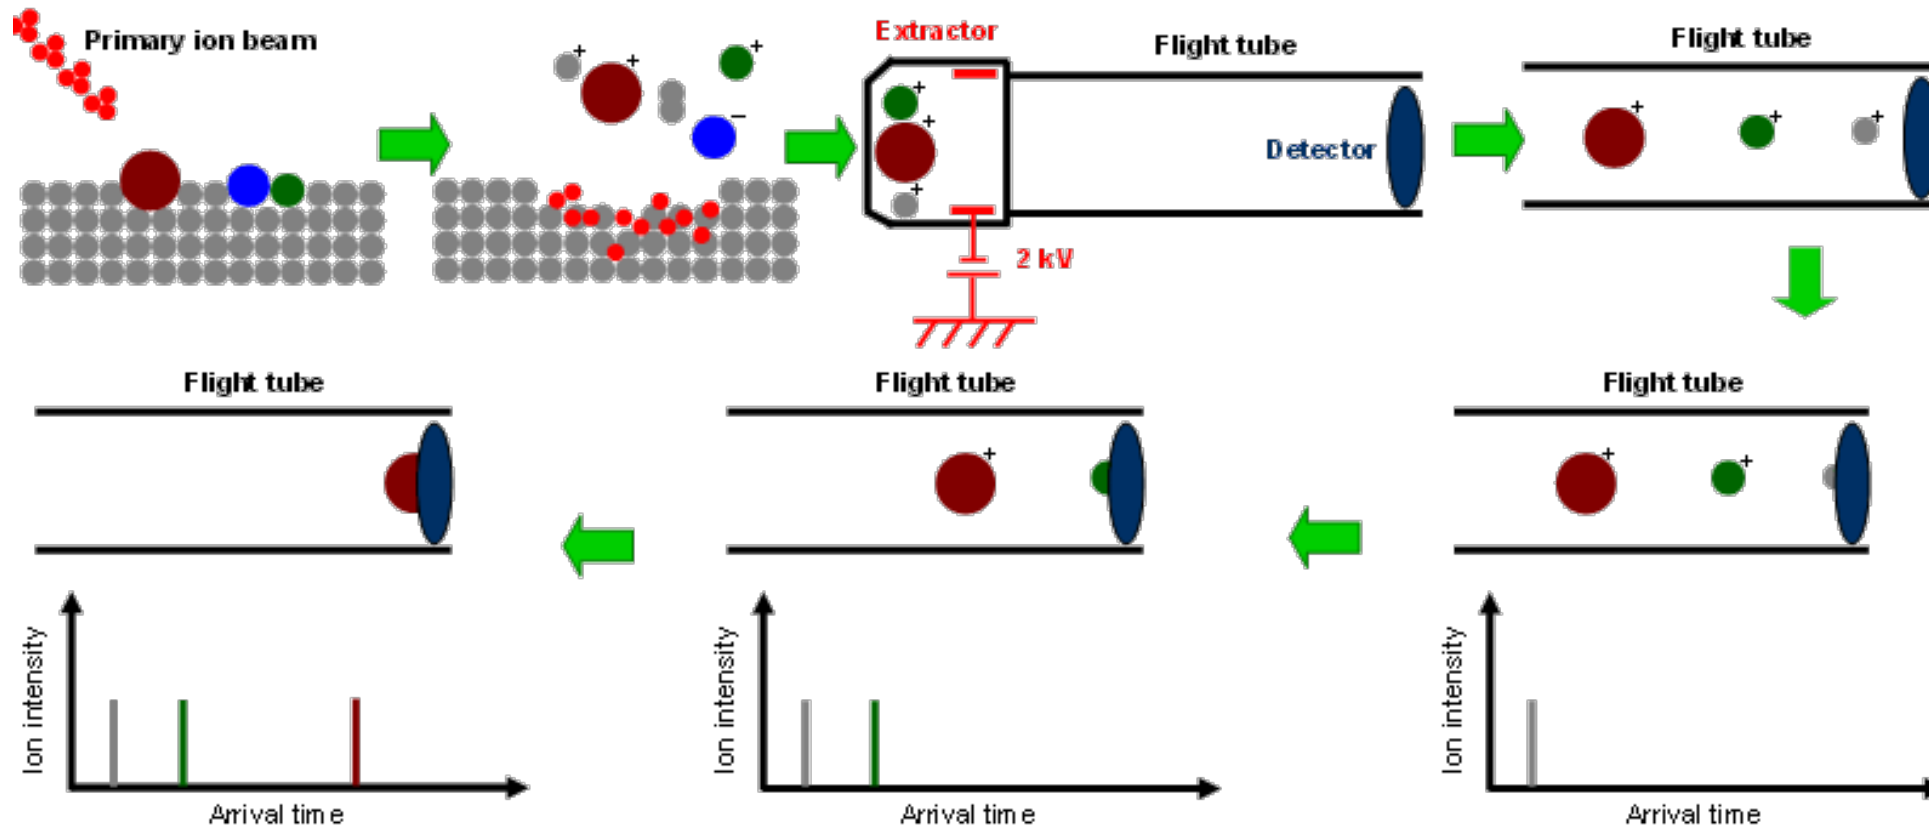 Primary ion beam
+
+
+
−
Extractor
+
+
+
2 kV
Flight tube
Detector
Flight tube
+
+
+
Flight tube
Flight tube
+
Flight tube
+
+
Ion intensity
Arrival time
Ion intensity
Arrival time
Ion intensity
Arrival time